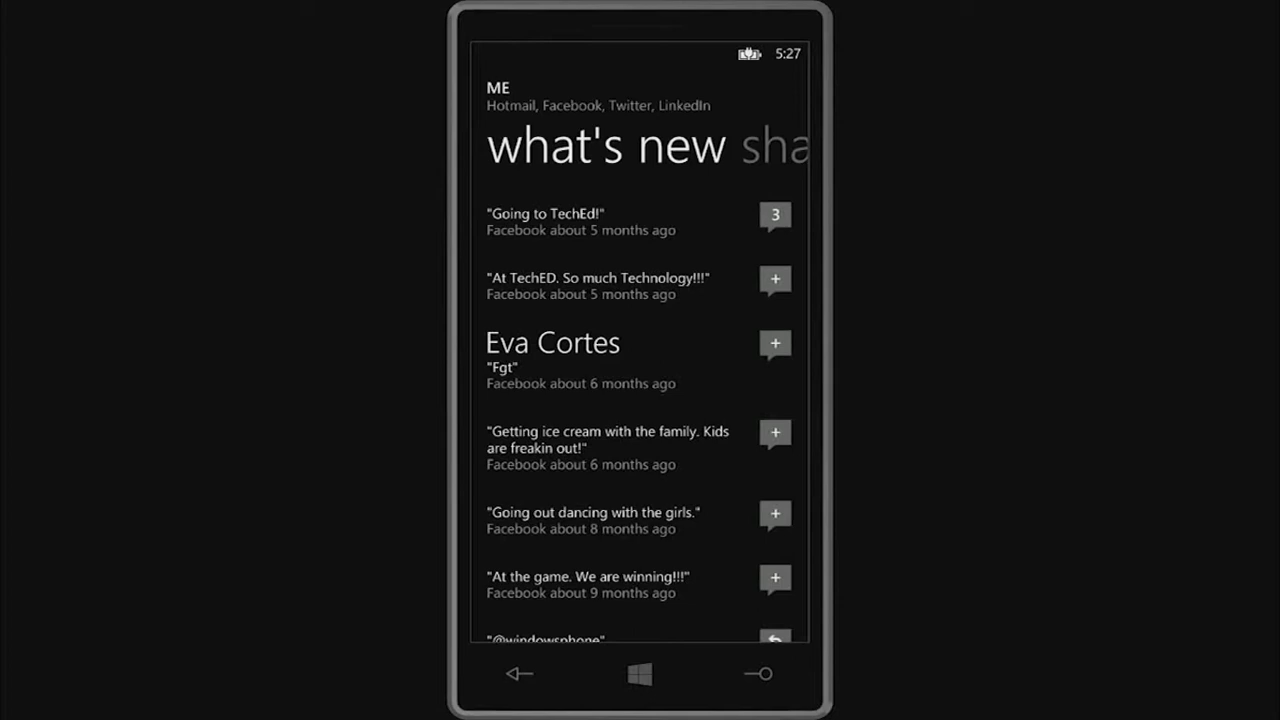 5:27
ME
Hotmail, Facebook, Twitter, LinkedIn
what's new sha
"Going to TechEd!"
3
Facebook about 5 months ago
"At TechED. So much Technology!!!"
+
Facebook about 5 months ago
Eva Cortes
+
"Fgt"
Facebook about 6 months ago
"Getting ice cream with the family. Kids
+
are freakin out!"
Facebook about 6 months ago
"Going out dancing with the girls."
+
Facebook about 8 months ago
"At the game. We are winning!!!"
+
Facebook about 9 months ago
"@windowsphone"